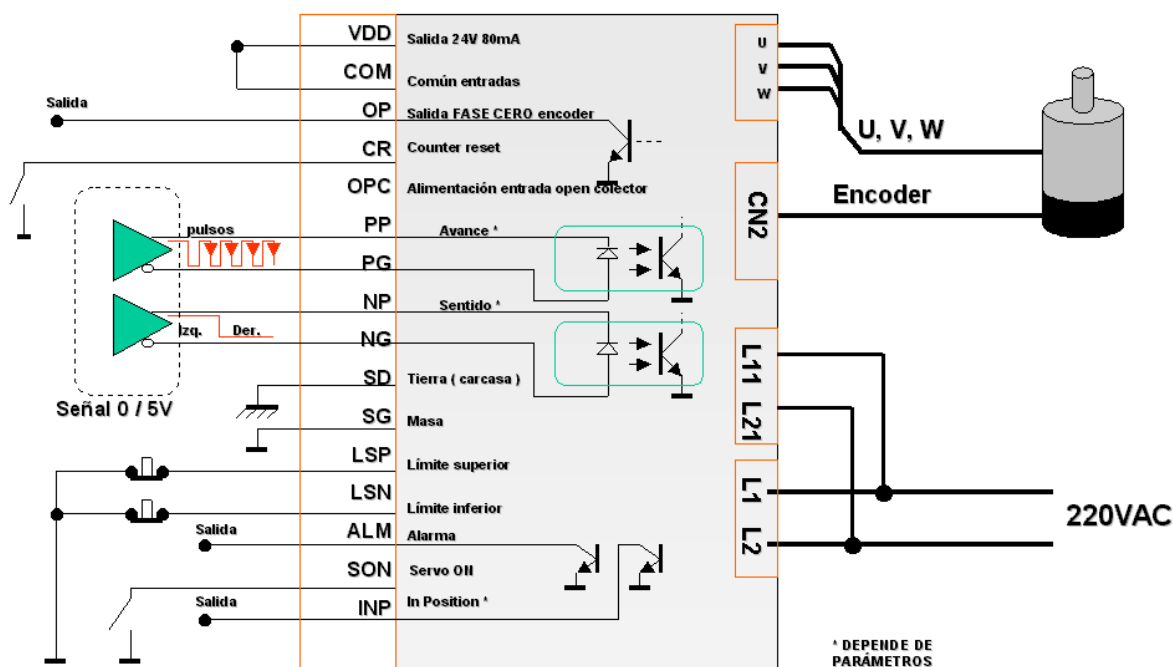 VDD Salida 24V 80mA
COM Común entradas
Salida
OP Salida FASE CERO encoder
CR Counter reset
OPC Alimentación entrada open colector
pulsos
PP Avance *
PG
NP Sentido *
Izq. Der.
NG
SD Tierra ( carcasa )
Señal 0 / 5V
SG Masa
LSP Límite superior
LSN Límite inferior
Salida
ALM Alarma
SON Servo ON
Salida
INP In Position *
U
V
W
U, V, W
CN2
Encoder
L11
L21
L1
L2
220VAC
* DEPENDE DE
PARÁMETROS